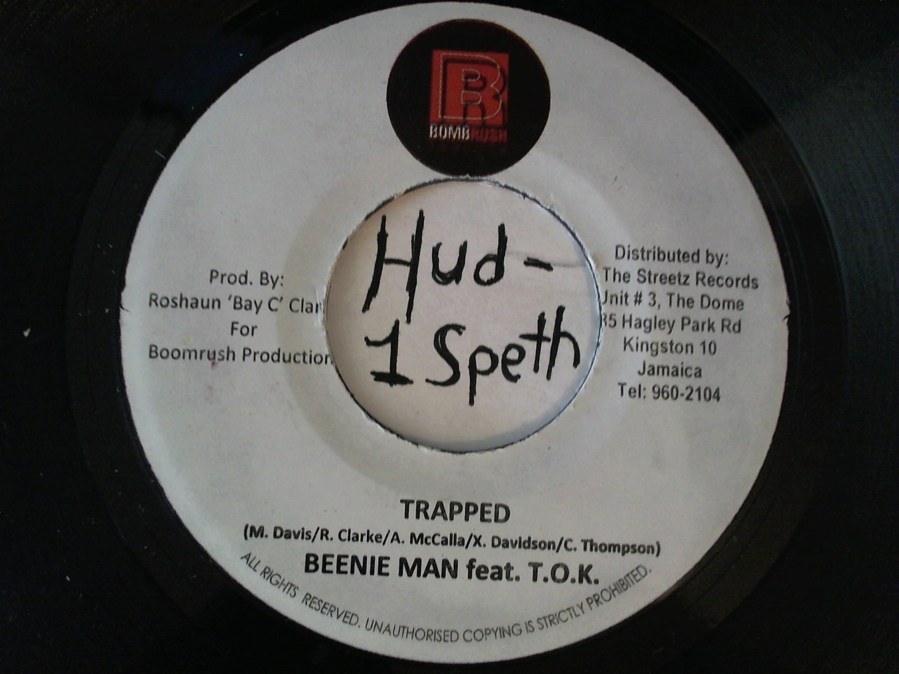 BOMBRUSH
Prod. By:
Roshaun 'Bay C' Clar
For
Boomrush Production
Hud-
1 Speth
Distributed by:
The Streetz Records
Unit # 3, The Dome
85 Hagley Park Rd
Kingston 10
Jamaica
Tel: 960-2104
TRAPPED
(M. Davis/R. Clarke/A. McCalla/X. Davidson/C. Thompson)
BEENIE MAN feat. T.O.K.
ALL RIGHTS RESERVED. UNAUTHORISED COPYING IS STRICTLY PROHIBITED.